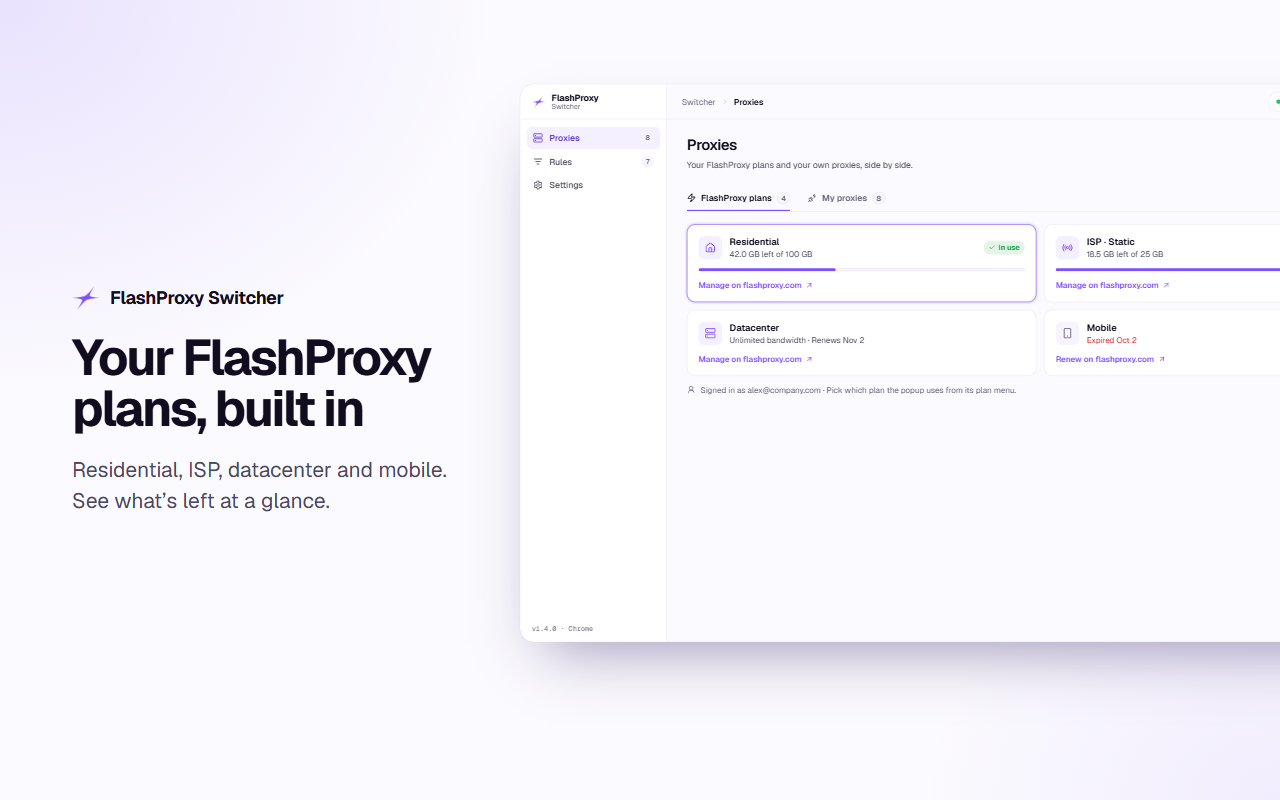 FlashProxy Switcher
Your FlashProxy
plans, built in
Residential, ISP, datacenter and mobile.
See what's left at a glance.
FlashProxy
Switcher
Proxies 8
Rules 7
Settings
v1.4.0 · Chrome
Switcher › Proxies
Proxies
Your FlashProxy plans and your own proxies, side by side.
FlashProxy plans 4 My proxies 8
Residential
42.0 GB left of 100 GB
In use
Manage on flashproxy.com
ISP · Static
18.5 GB left of 25 GB
Manage on flashproxy.com
Datacenter
Unlimited bandwidth · Renews Nov 2
Manage on flashproxy.com
Mobile
Expired Oct 2
Renew on flashproxy.com
Signed in as alex@company.com · Pick which plan the popup uses from its plan menu.